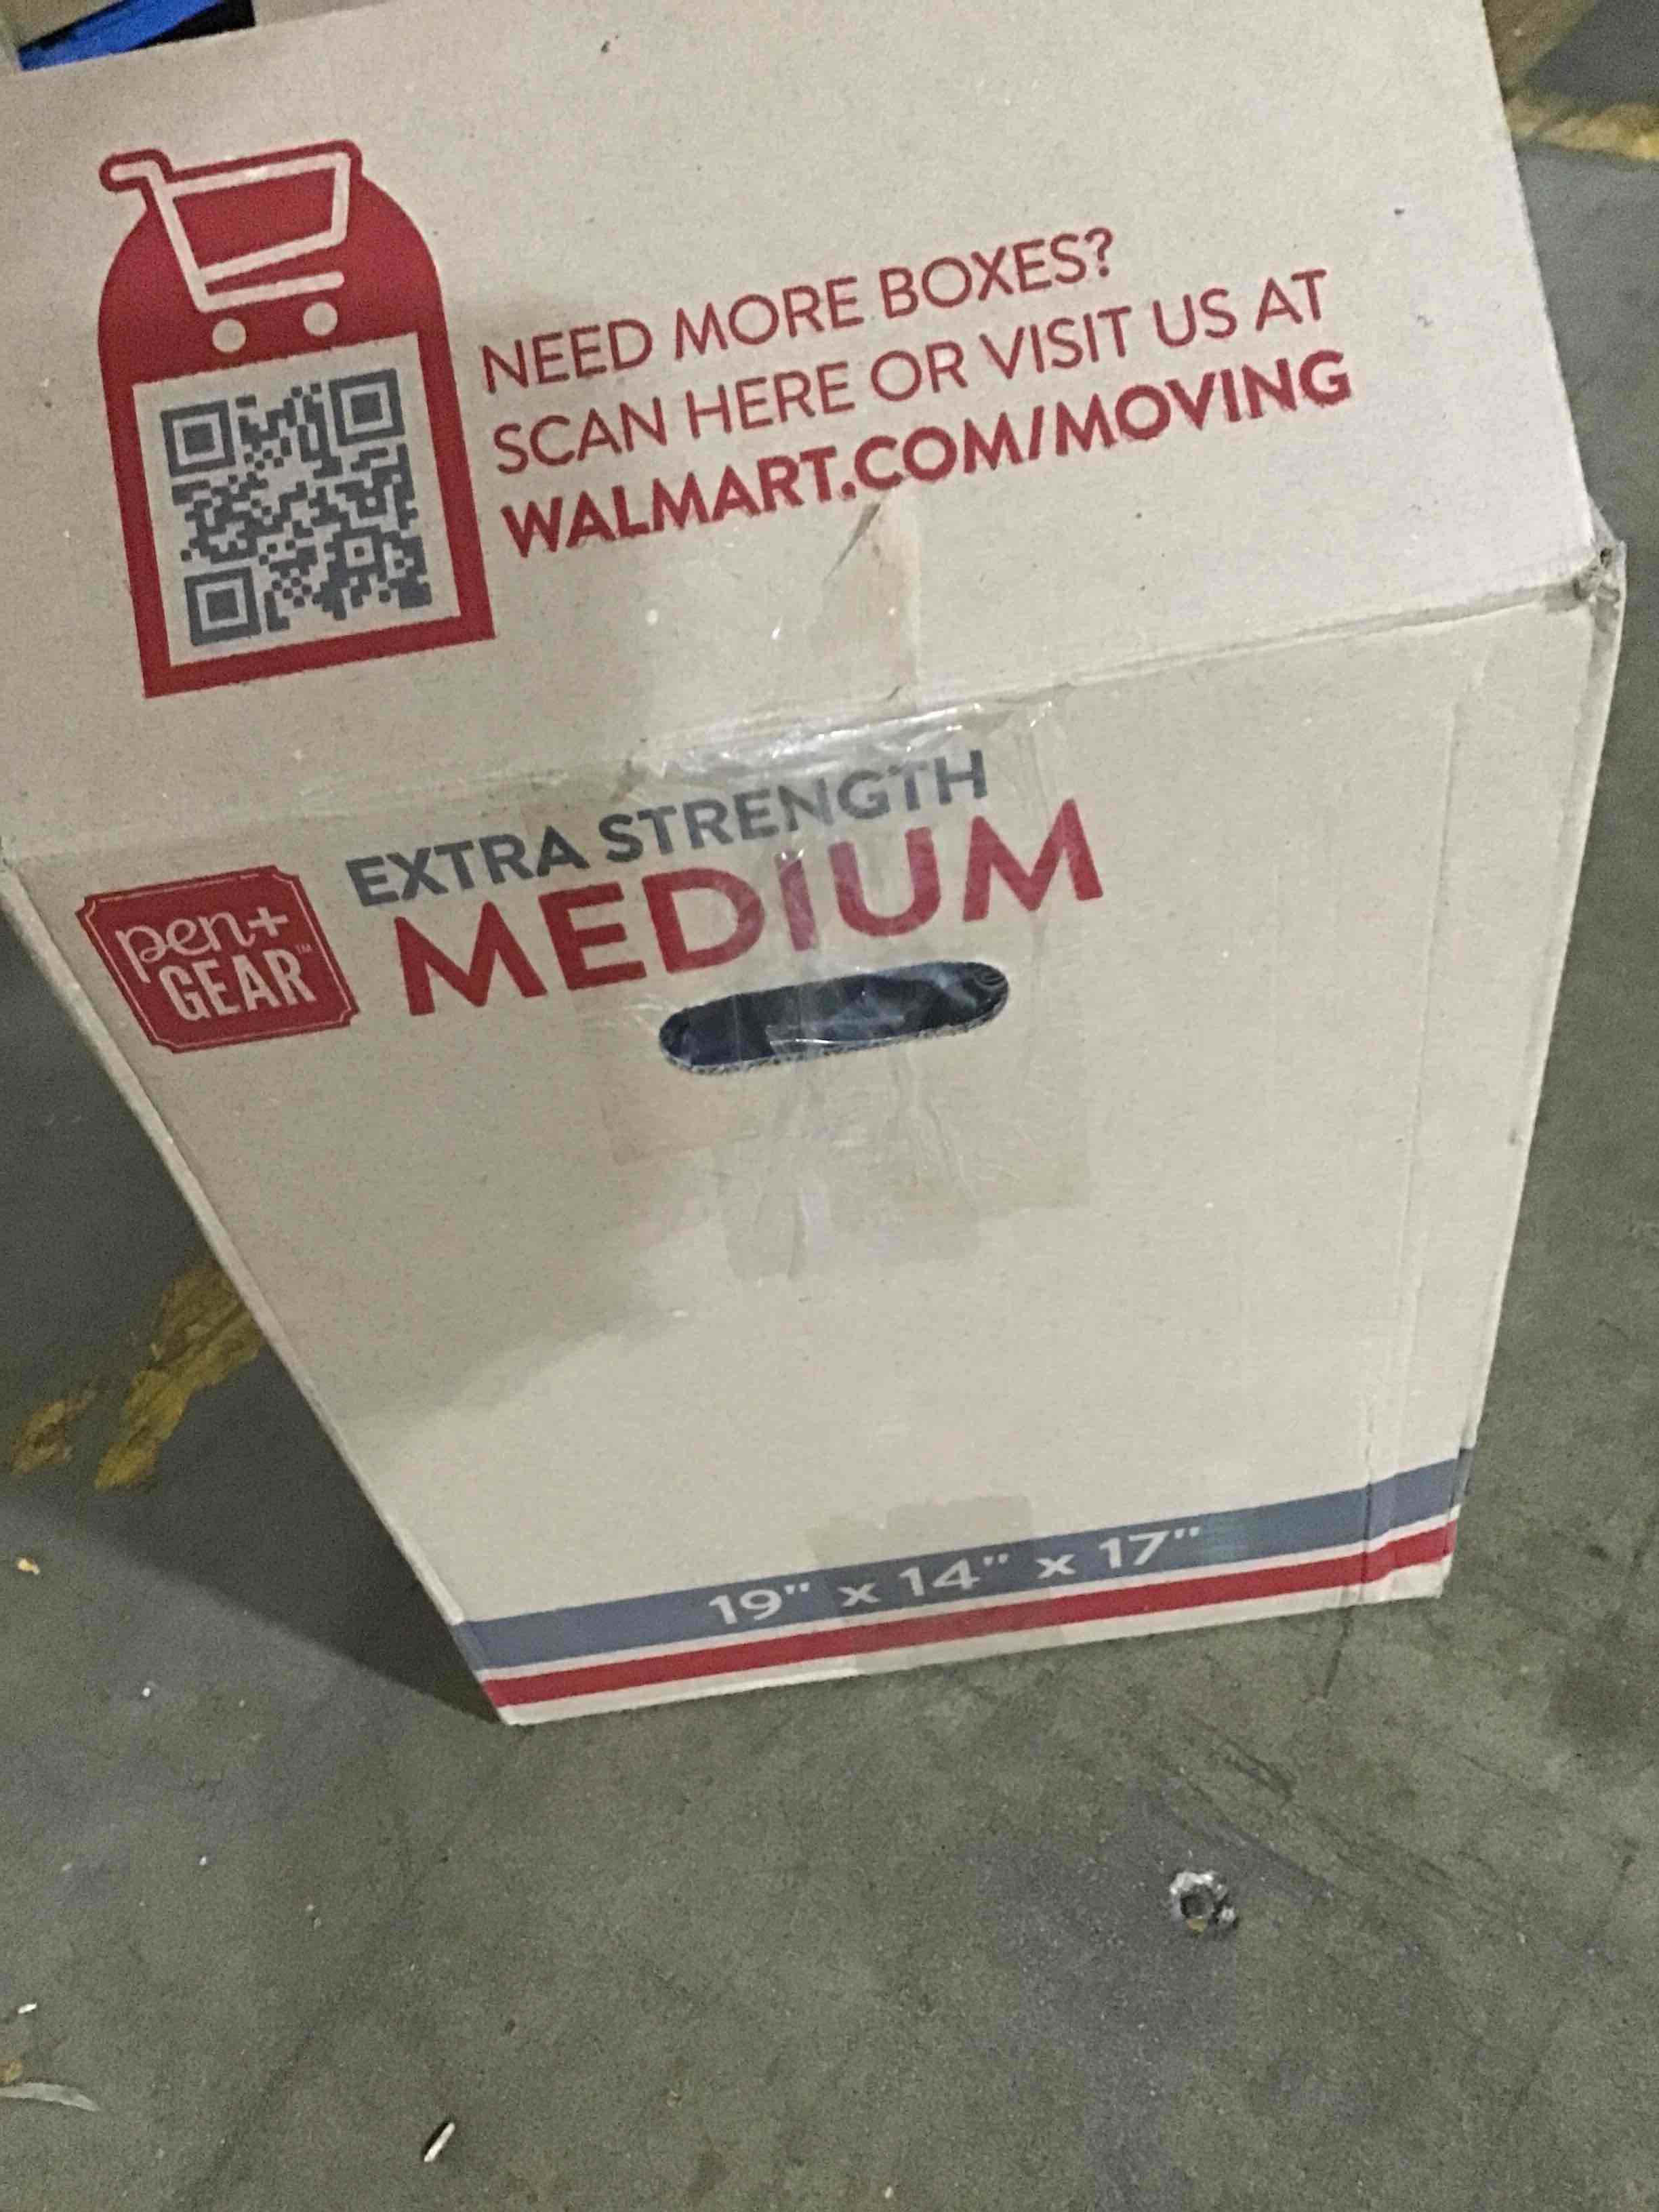 NEED MORE BOXES?
SCAN HERE OR VISIT US AT
WALMART.COM/MOVING
EXTRA STRENGTH
MEDIUM
pen+
GEAR™
19" x 14" x 17"